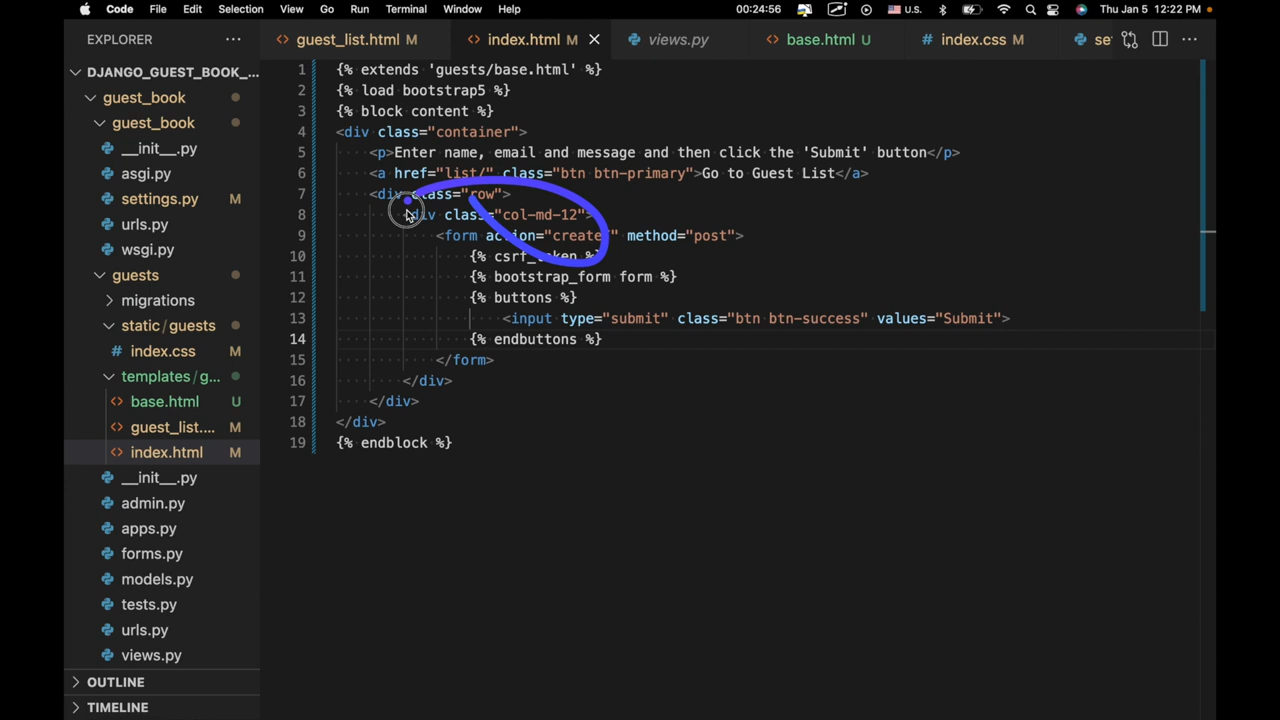 Code File Edit Selection View Go Run Terminal Window Help 00:24:56 U.S. Thu Jan 5 12:22 PM
EXPLORER
guest_list.html M index.html M views.py base.html U index.css M
DJANGO_GUEST_BOOK_...
guest_book
guest_book
__init__.py
asgi.py
settings.py M
urls.py
wsgi.py
guests
migrations
static/guests
index.css M
templates/g...
base.html U
guest_list.... M
index.html M
__init__.py
admin.py
apps.py
forms.py
models.py
tests.py
urls.py
views.py
OUTLINE
TIMELINE
1 {% extends 'guests/base.html' %}
2 {% load bootstrap5 %}
3 {% block content %}
4 <div class="container">
5 <p>Enter name, email and message and then click the 'Submit' button</p>
6 <a href="list/" class="btn btn-primary">Go to Guest List</a>
7 <div class="row">
8 <div class="col-md-12">
9 <form action="create/" method="post">
10 {% csrf_token %}
11 {% bootstrap_form form %}
12 {% buttons %}
13 <input type="submit" class="btn btn-success" values="Submit">
14 {% endbuttons %}
15 </form>
16 </div>
17 </div>
18 </div>
19 {% endblock %}